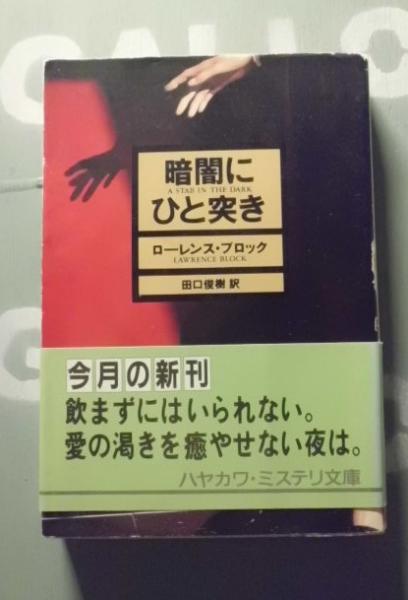 暗闇に
A STAB IN THE DARK
ひと突き
ローレンス・ブロック
LAWRENCE BLOCK
田口俊樹 訳
今月の新刊
飲まずにはいられない。
愛の渇きを癒やせない夜は。
ハヤカワ・ミステリ文庫